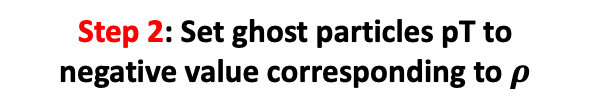 Step 2: Set ghost particles pT to
negative value corresponding to ρ